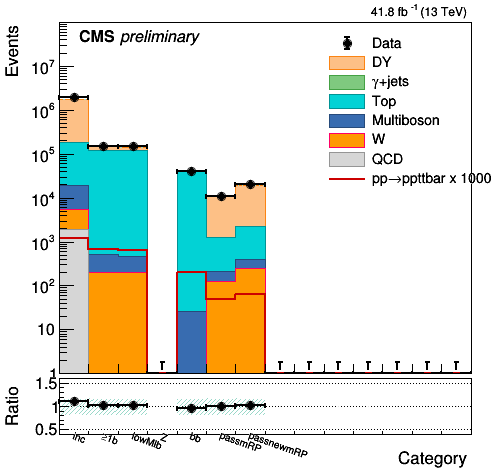 41.8 fb⁻¹ (13 TeV)
Events
CMS preliminary
Data
DY
γ+jets
Top
Multiboson
W
QCD
pp→ppttbar x 1000
10⁷
10⁶
10⁵
10⁴
10³
10²
10
1
Ratio
1.5
1
0.5
inc
≥1b
lowMlb
Z
bb
passmRP
passnewmRP
Category